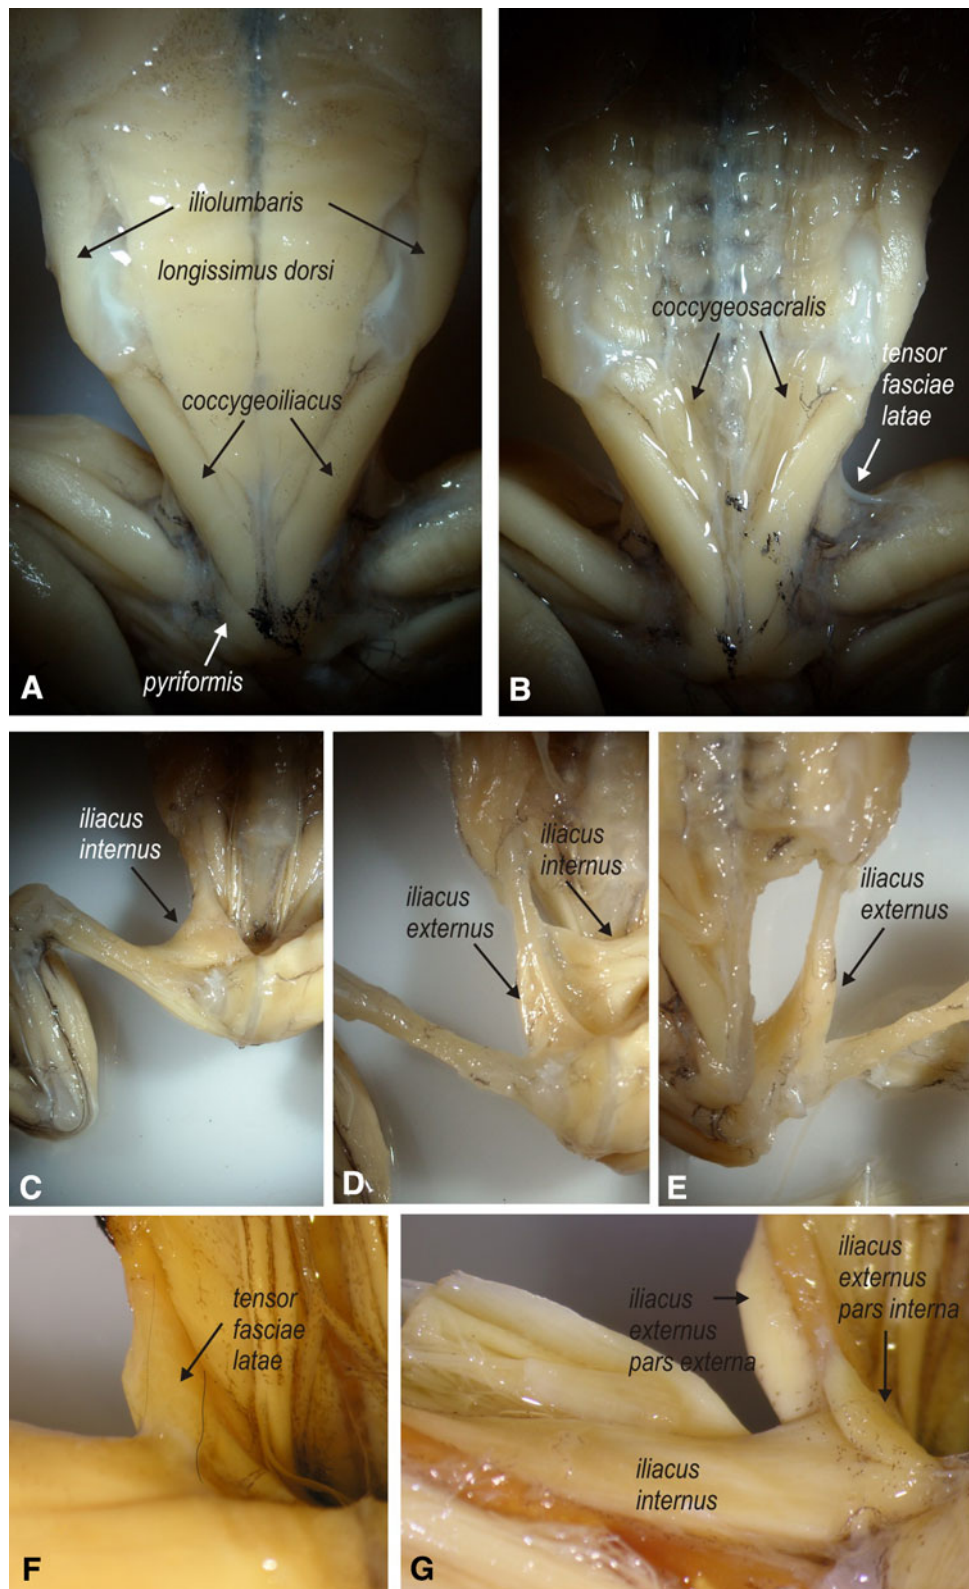 iliolumbaris
longissimus dorsi
coccygeoiliacus
pyriformis
A
coccygeosacralis
tensor
fasciae
latae
B
iliacus
internus
C
iliacus
internus
iliacus
externus
D
iliacus
externus
E
tensor
fasciae
latae
F
iliacus
externus
pars externa
iliacus
externus
pars interna
iliacus
internus
G